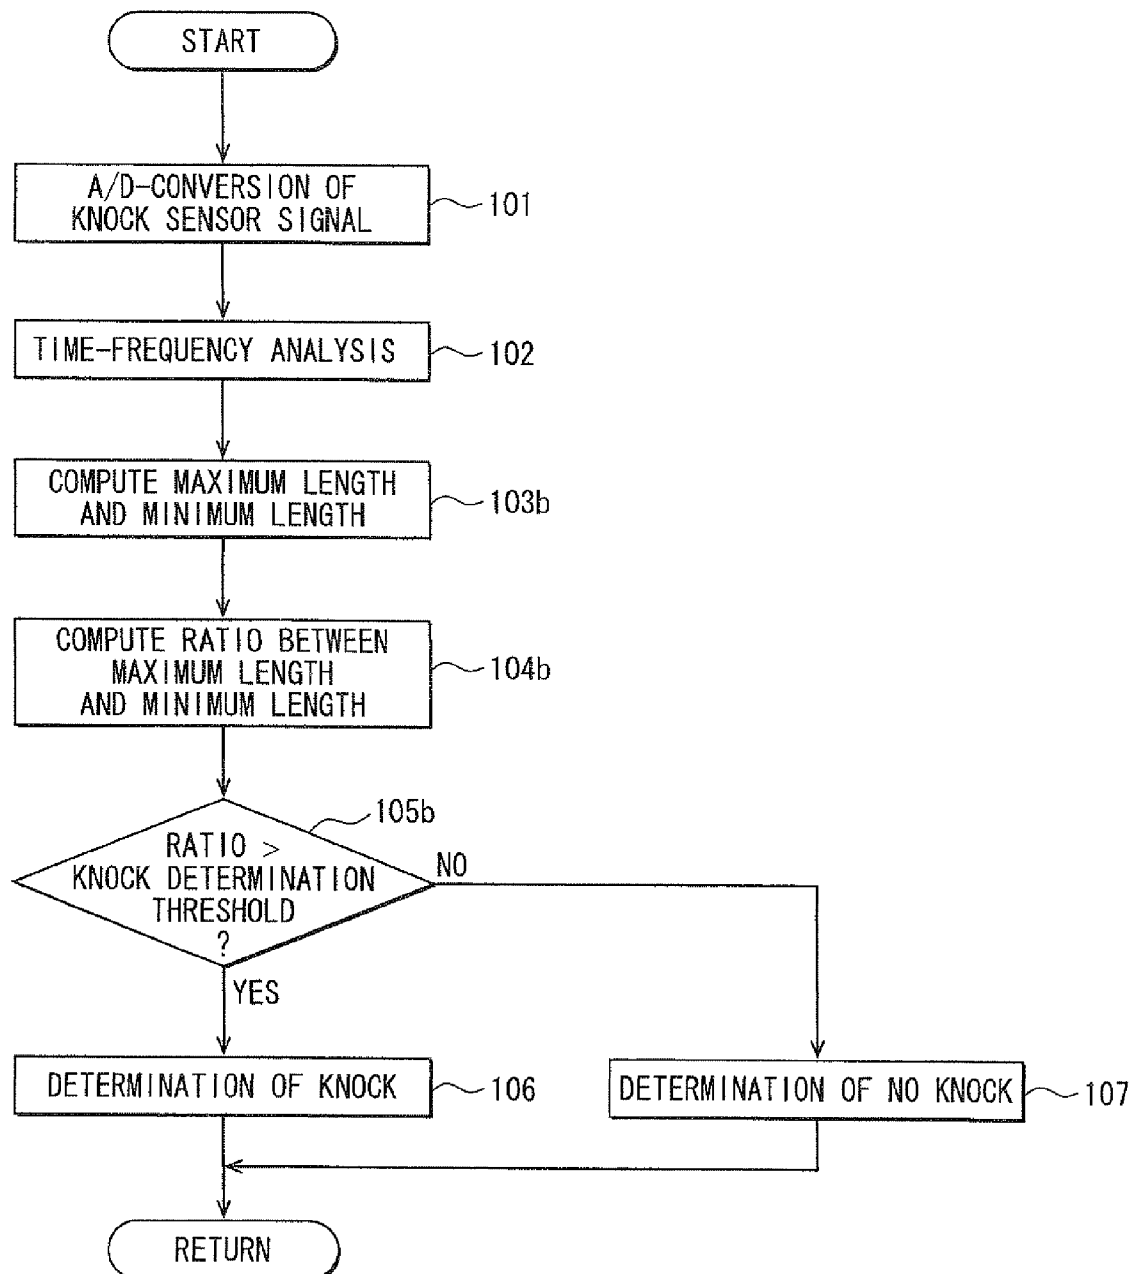 START
A/D-CONVERSION OF
KNOCK SENSOR SIGNAL
101
TIME-FREQUENCY ANALYSIS
102
COMPUTE MAXIMUM LENGTH
AND MINIMUM LENGTH
103b
COMPUTE RATIO BETWEEN
MAXIMUM LENGTH
AND MINIMUM LENGTH
104b
105b
RATIO >
KNOCK DETERMINATION
THRESHOLD
?
NO
YES
DETERMINATION OF KNOCK
106
DETERMINATION OF NO KNOCK
107
RETURN